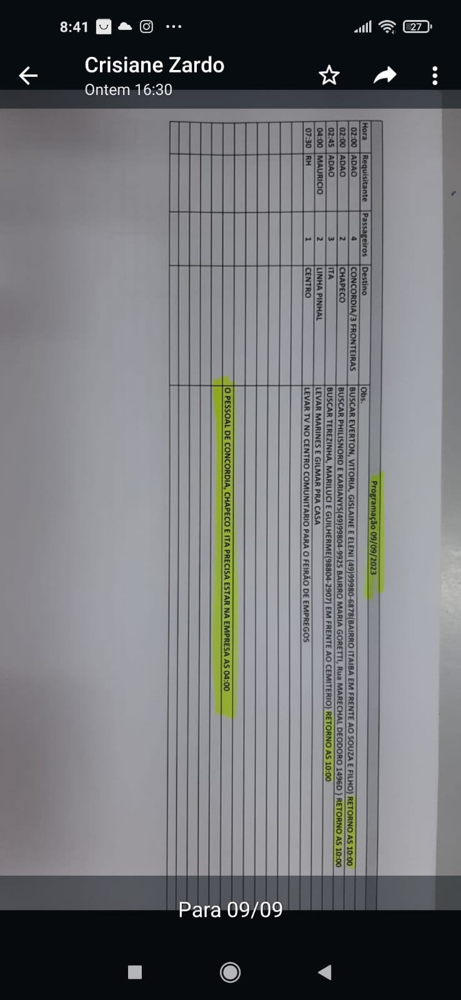 8:41
27
Crisiane Zardo
Ontem 16:30
Programação 09/09/2023
Hora Requisitante Passageiros Destino Obs.
02:00 ADAO 4 CONCORDIA/3 FRONTEIRAS BUSCAR EVERTON, VITORIA, GISLAINE E ELENI (49)99980-6878(BAIRRO ITAIBA EM FRENTE AO SOUZA E FILHO) RETORNO AS 10:00
02:00 ADAO 2 CHAPECO BUSCAR PHILISNORD E KARIANYS(49)99804-9925 BAIRRO MARIA GORETTI, Rua MARECHAL DEODORO 1496D ) RETORNO AS 10:00
02:45 ADAO 3 ITA BUSCAR TEREZINHA, MARILUCI E GUILHERME(98804-2907) EM FRENTE AO CEMITERIO) RETORNO AS 10:00
04:00 MAURICIO 2 LINHA PINHAL LEVAR MARINES E GILMAR PRA CASA
07:30 RH 1 CENTRO LEVAR TV NO CENTRO COMUNITARIO PARA O FEIRÃO DE EMPREGOS
O PESSOAL DE CONCORDIA, CHAPECO E ITA PRECISA ESTAR NA EMPRESA AS 04:00
Para 09/09